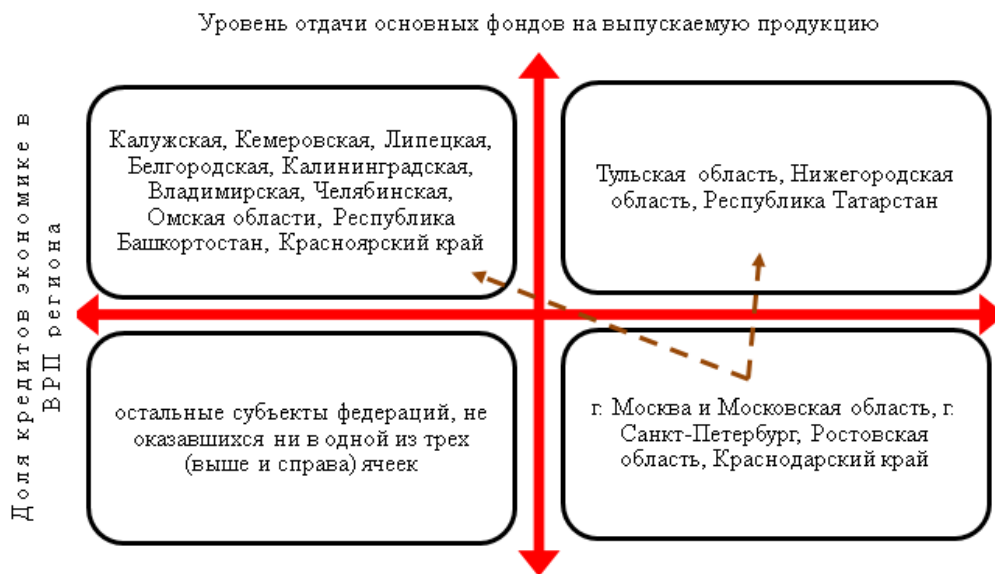 Уровень отдачи основных фондов на выпускаемую продукцию
Доля кредитов экономике в
ВРП региона
Калужская, Кемеровская, Липецкая,
Белгородская, Калининградская,
Владимирская, Челябинская,
Омская области, Республика
Башкортостан, Красноярский край
Тульская область, Нижегородская
область, Республика Татарстан
остальные субъекты федераций, не
оказавшихся ни в одной из трех
(выше и справа) ячеек
г. Москва и Московская область, г.
Санкт-Петербург, Ростовская
область, Краснодарский край